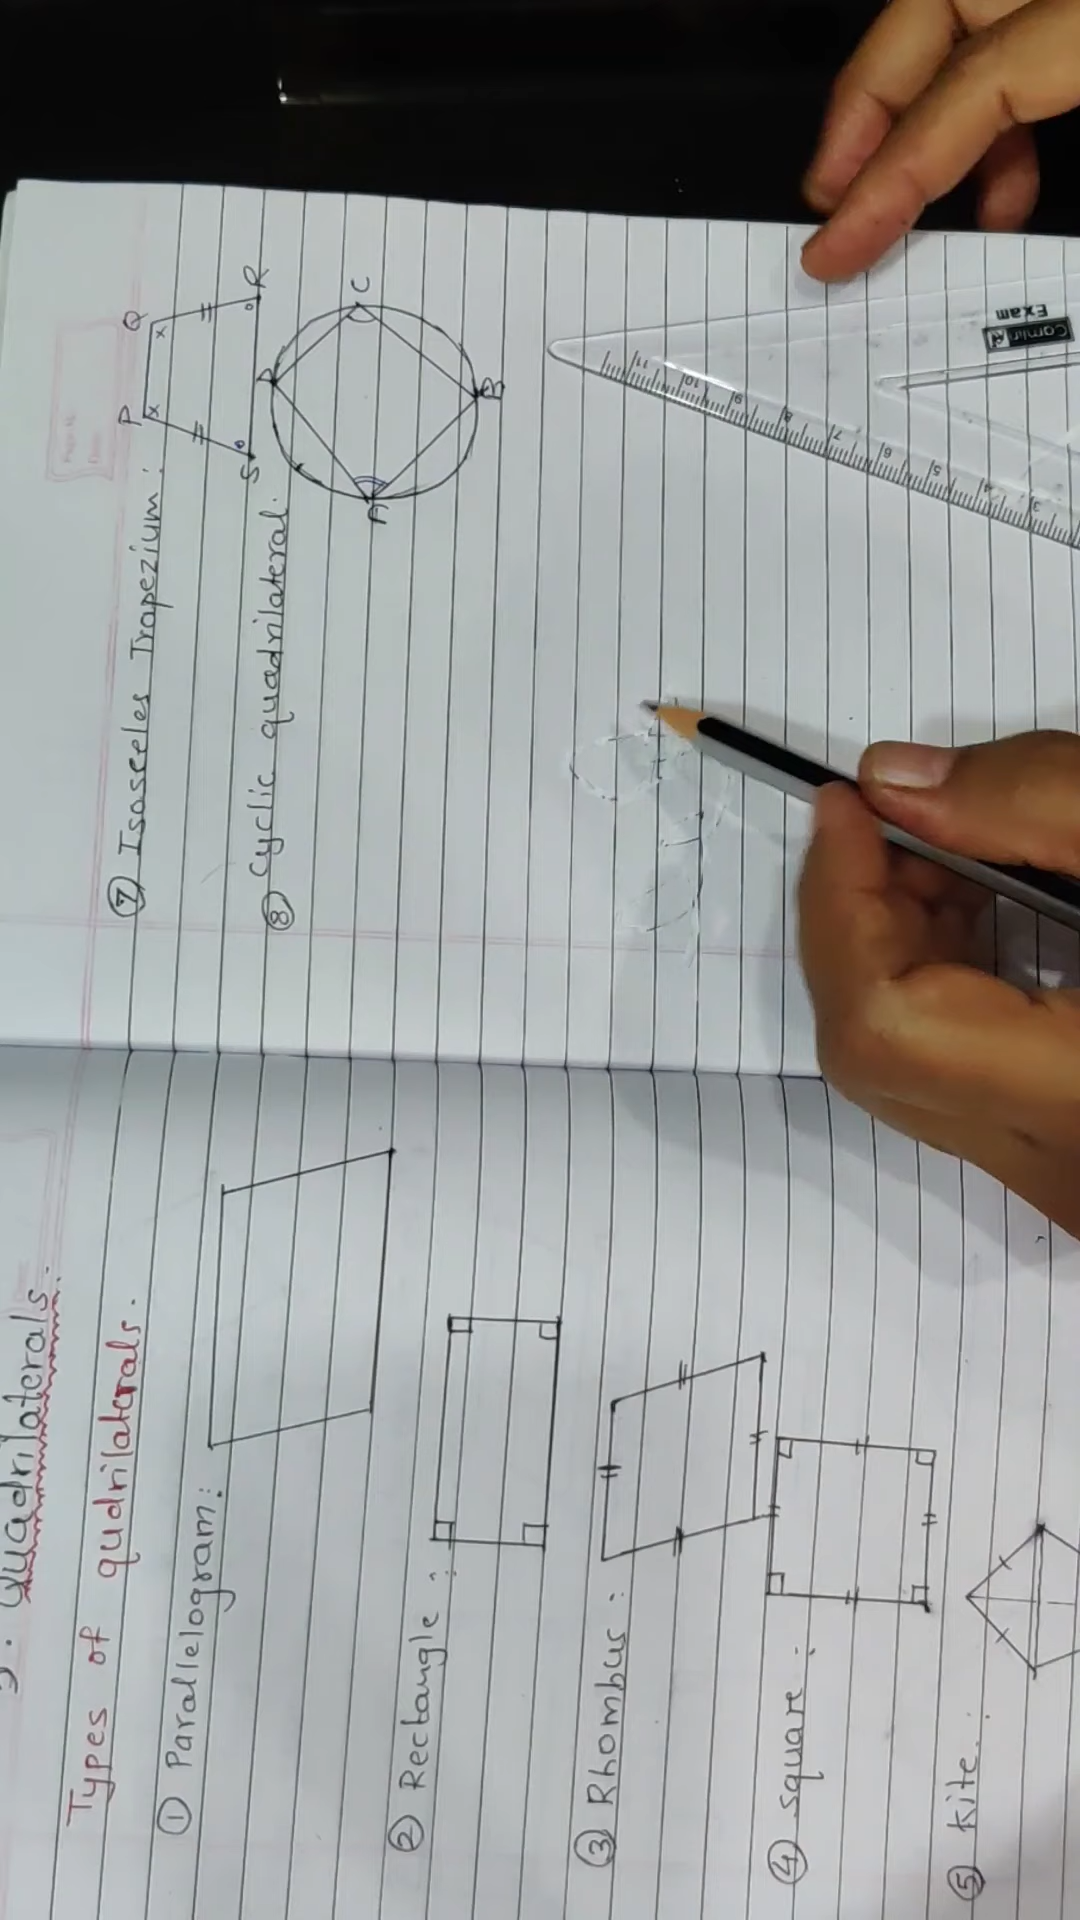 Quadrilaterals.
Types of qudrilaterals.
① Parallelogram:
② Rectangle:
③ Rhombus:
④ square:
⑤ kite.
⑦ Isosceles Trapezium:
P Q
S R
⑧ cyclic quadrilateral.
D C
A B
Exam
11 10 9 8 7 6 5 4 3